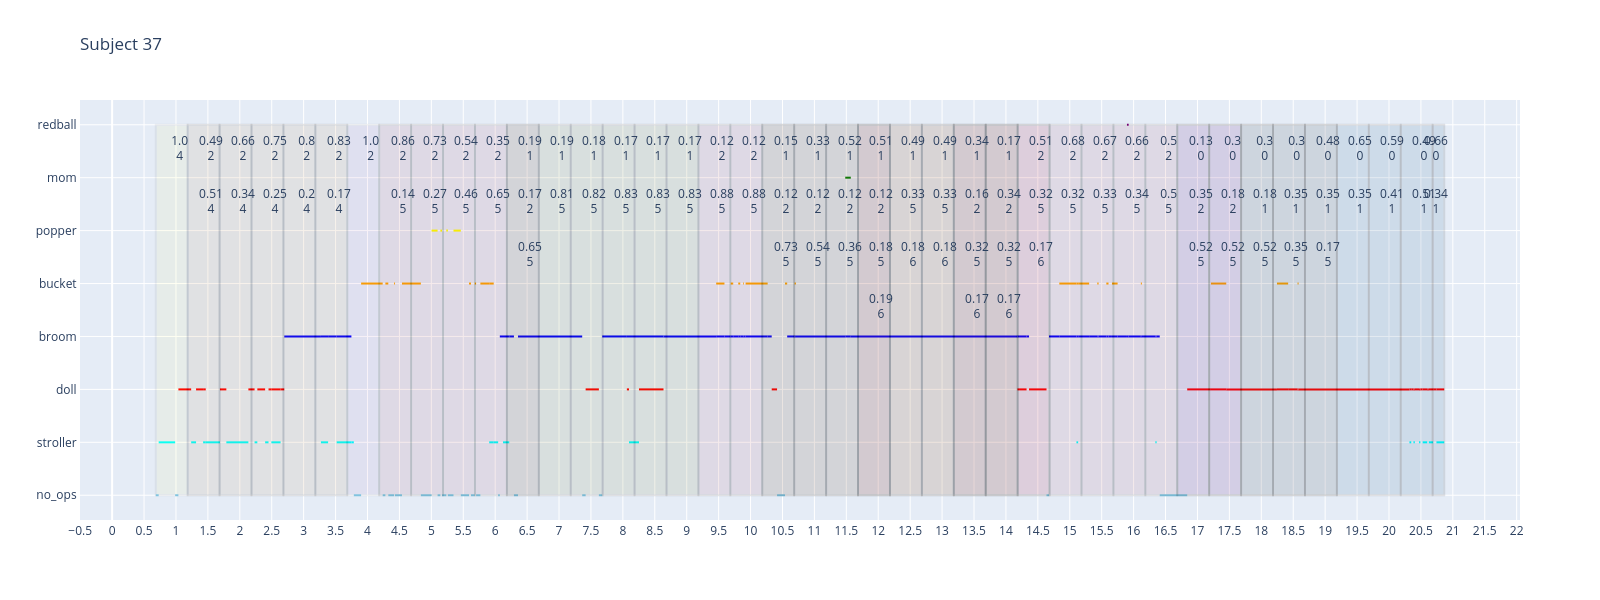 Subject 37
redball
1.0 0.49 0.66 0.75 0.8 0.83 1.0 0.86 0.73 0.54 0.35 0.19 0.19 0.18 0.17 0.17 0.17 0.12 0.12 0.15 0.33 0.52 0.51 0.49 0.49 0.34 0.17 0.51 0.68 0.67 0.66 0.5 0.13 0.3 0.3 0.3 0.48 0.65 0.59 0.49 0.66
4 2 2 2 2 2 2 2 2 2 2 1 1 1 1 1 1 2 2 1 1 1 1 1 1 1 1 2 2 2 2 2 0 0 0 0 0 0 0 0 0
mom
0.51 0.34 0.25 0.2 0.17 0.14 0.27 0.46 0.65 0.17 0.81 0.82 0.83 0.83 0.83 0.88 0.88 0.12 0.12 0.12 0.12 0.33 0.33 0.16 0.34 0.32 0.32 0.33 0.34 0.5 0.35 0.18 0.18 0.35 0.35 0.35 0.41 0.51 0.34
4 4 4 4 4 5 5 5 5 2 5 5 5 5 5 5 5 2 2 2 2 5 5 2 2 5 5 5 5 5 2 2 1 1 1 1 1 1 1
popper
0.65 0.73 0.54 0.36 0.18 0.18 0.18 0.32 0.32 0.17 0.52 0.52 0.52 0.35 0.17
5 5 5 5 5 6 6 5 5 6 5 5 5 5 5
bucket
0.19 0.17 0.17
6 6 6
broom
doll
stroller
no_ops
−0.5 0 0.5 1 1.5 2 2.5 3 3.5 4 4.5 5 5.5 6 6.5 7 7.5 8 8.5 9 9.5 10 10.5 11 11.5 12 12.5 13 13.5 14 14.5 15 15.5 16 16.5 17 17.5 18 18.5 19 19.5 20 20.5 21 21.5 22